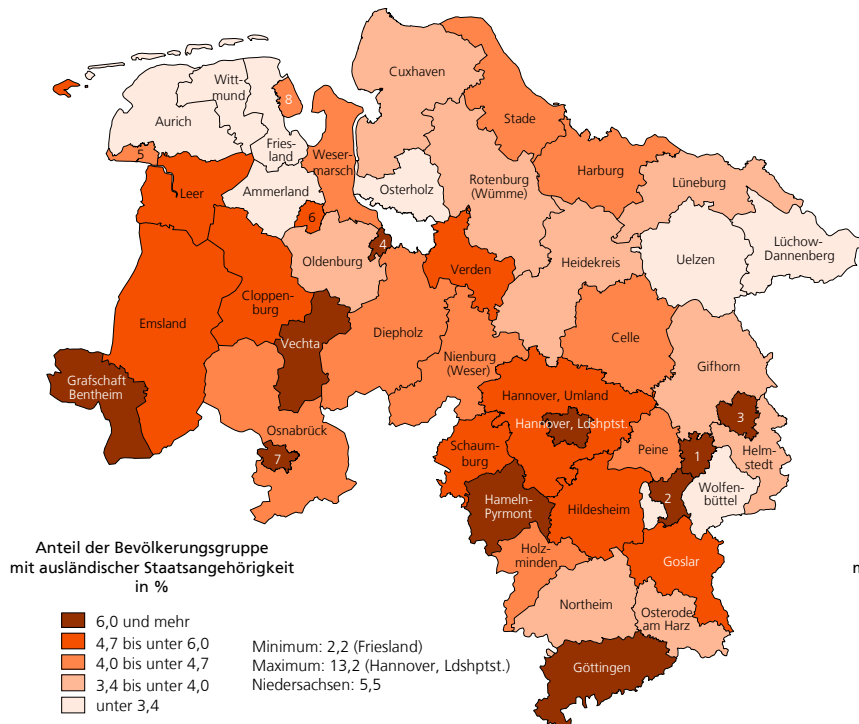 Cuxhaven
Witt-
mund
8
Aurich
Stade
Fries-
land
Weser-
marsch
5
Harburg
Rotenburg
(Wümme)
Lüneburg
Leer
Ammerland
Osterholz
6
4
Lüchow-
Dannenberg
Oldenburg
Verden
Heidekreis
Uelzen
Cloppen-
burg
Emsland
Vechta
Diepholz
Celle
Nienburg
(Weser)
Gifhorn
Grafschaft
Bentheim
Hannover, Umland
3
Hannover, Ldshptst.
Osnabrück
7
Schaum-
burg
Peine
1
Helm-
stedt
Wolfen-
büttel
2
Hameln-
Pyrmont
Hildesheim
Holz-
minden
Goslar
Northeim
Osterode
am Harz
Göttingen
Anteil der Bevölkerungsgruppe
mit ausländischer Staatsangehörigkeit
in %
6,0 und mehr
4,7 bis unter 6,0
4,0 bis unter 4,7
3,4 bis unter 4,0
unter 3,4
Minimum: 2,2 (Friesland)
Maximum: 13,2 (Hannover, Ldshptst.)
Niedersachsen: 5,5
m